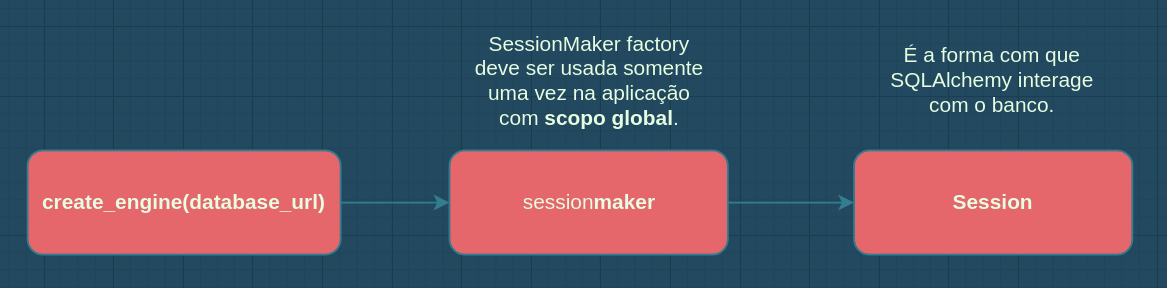 SessionMaker factory
deve ser usada somente
uma vez na aplicação
com scopo global.
É a forma com que
SQLAlchemy interage
com o banco.
create_engine(database_url)
sessionmaker
Session